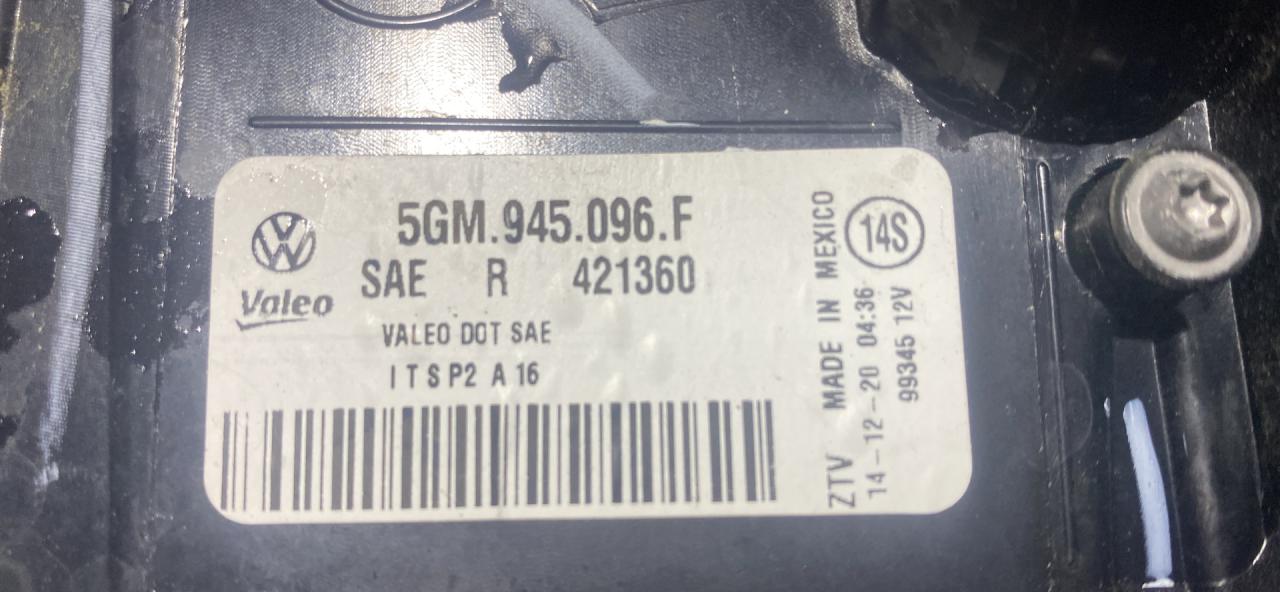 5GM.945.096.F
SAE R 421360
VW
Valeo
VALEO DOT SAE
I T S P2 A 16
ZTV MADE IN MEXICO
14-12-20 04:36
99345 12V
14S